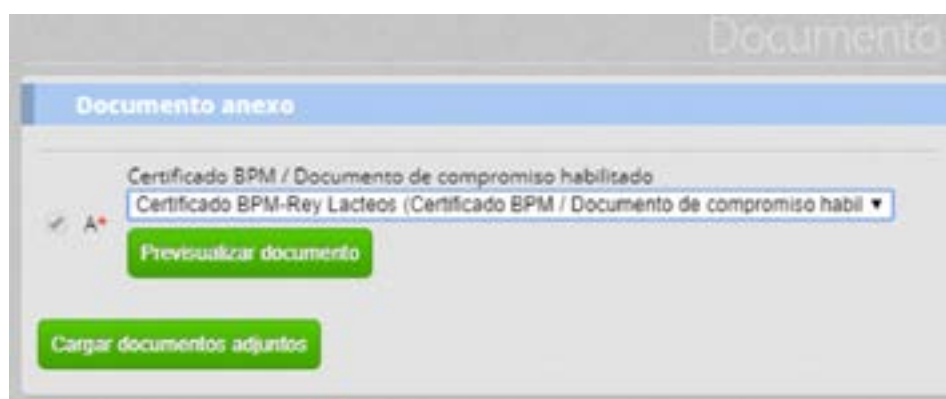 Documento
Documento anexo
Certificado BPM / Documento de compromiso habilitado
Certificado BPM-Rey Lacteos (Certificado BPM / Documento de compromiso habil ▼
A*
Previsualizar documento
Cargar documentos adjuntos